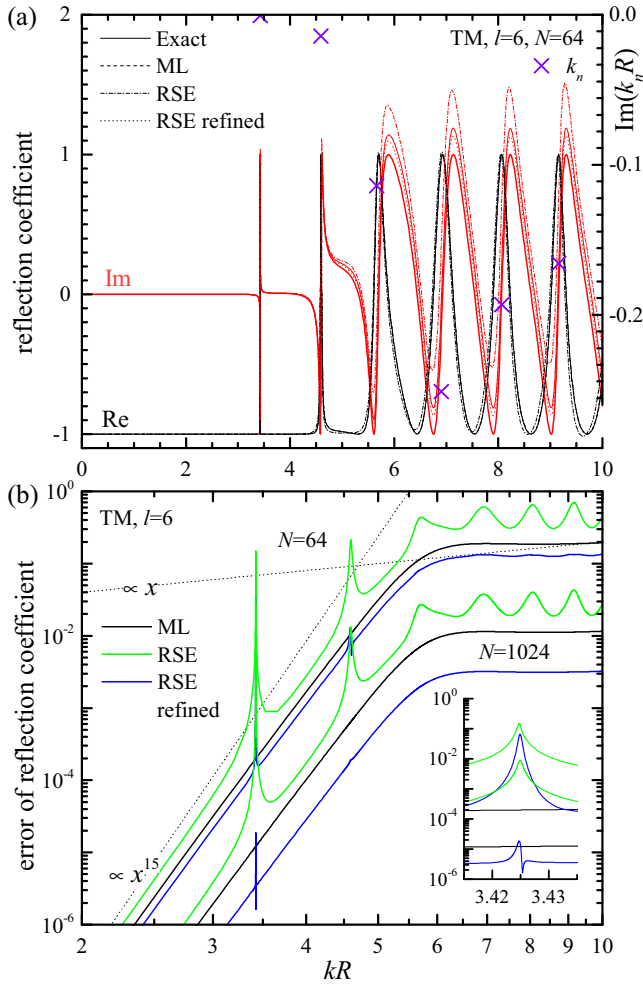 (a)
TM, l=6, N=64
k_n
Exact
ML
RSE
RSE refined
reflection coefficient
Im(k_nR)
Im
Re
2
1
0
-1
0.0
-0.1
-0.2
0 2 4 6 8 10
(b)
TM, l=6
N=64
∝ x
ML
RSE
RSE
refined
N=1024
∝ x^15
error of reflection coefficient
10^0
10^-2
10^-4
10^-6
10^0
10^-2
10^-4
10^-6
3.42 3.43
2 3 4 5 6 7 8 9 10
kR